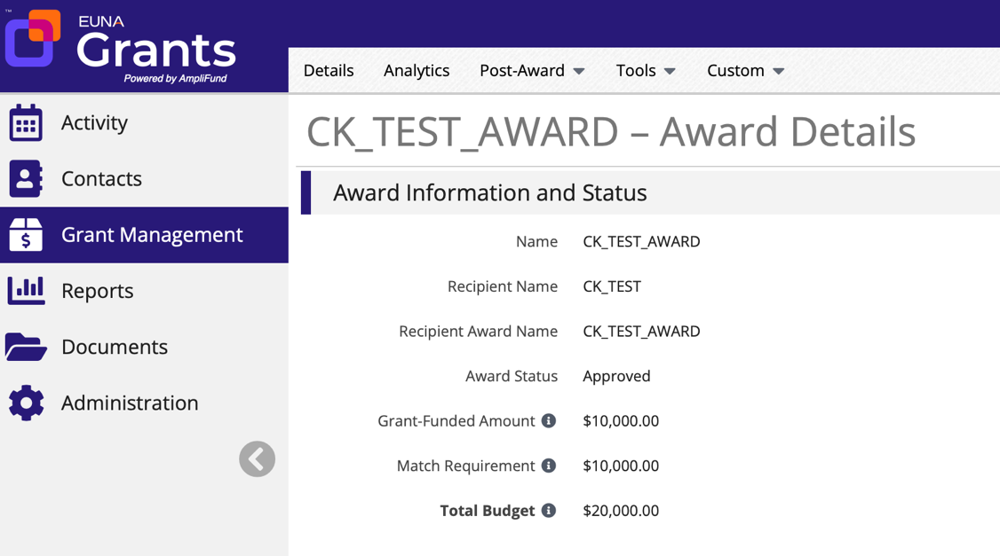 ™
EUNA
Grants
Powered by AmpliFund
Details Analytics Post-Award Tools Custom
Activity
Contacts
Grant Management
Reports
Documents
Administration
CK_TEST_AWARD – Award Details
Award Information and Status
Name CK_TEST_AWARD
Recipient Name CK_TEST
Recipient Award Name CK_TEST_AWARD
Award Status Approved
Grant-Funded Amount $10,000.00
Match Requirement $10,000.00
Total Budget $20,000.00